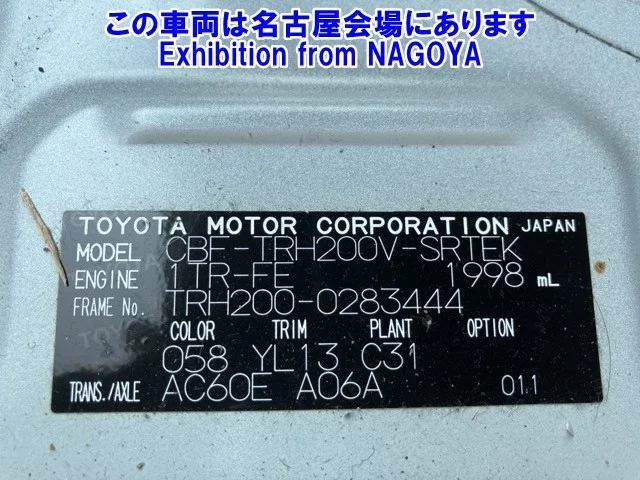 この車両は名古屋会場にあります
Exhibition from NAGOYA
TOYOTA MOTOR CORPORATION JAPAN
MODEL CBF-TRH200V-SRTEK
ENGINE 1TR-FE 1998 mL
FRAME No. TRH200-0283444
COLOR TRIM PLANT OPTION
058 YL13 C31
TRANS./AXLE AC60E A06A 011